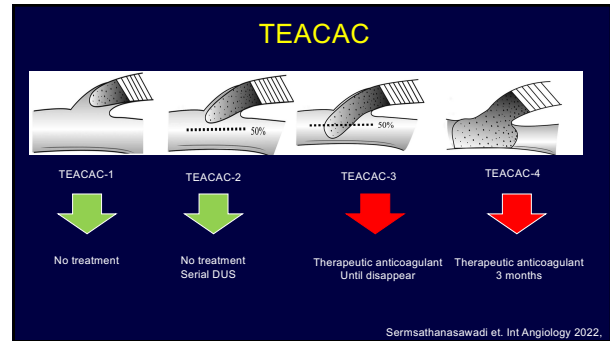 TEACAC
50%
50%
TEACAC-1
TEACAC-2
TEACAC-3
TEACAC-4
No treatment
No treatment
Serial DUS
Therapeutic anticoagulant
Until disappear
Therapeutic anticoagulant
3 months
Sermsathanasawadi et. Int Angiology 2022,